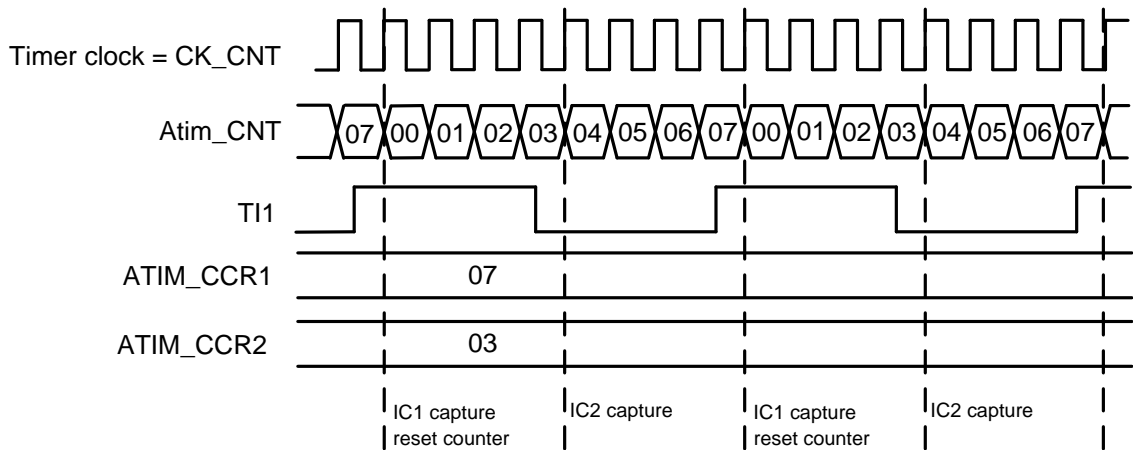 Timer clock = CK_CNT
Atim_CNT 07 00 01 02 03 04 05 06 07 00 01 02 03 04 05 06 07
TI1
ATIM_CCR1 07
ATIM_CCR2 03
IC1 capture IC2 capture IC1 capture IC2 capture
reset counter reset counter